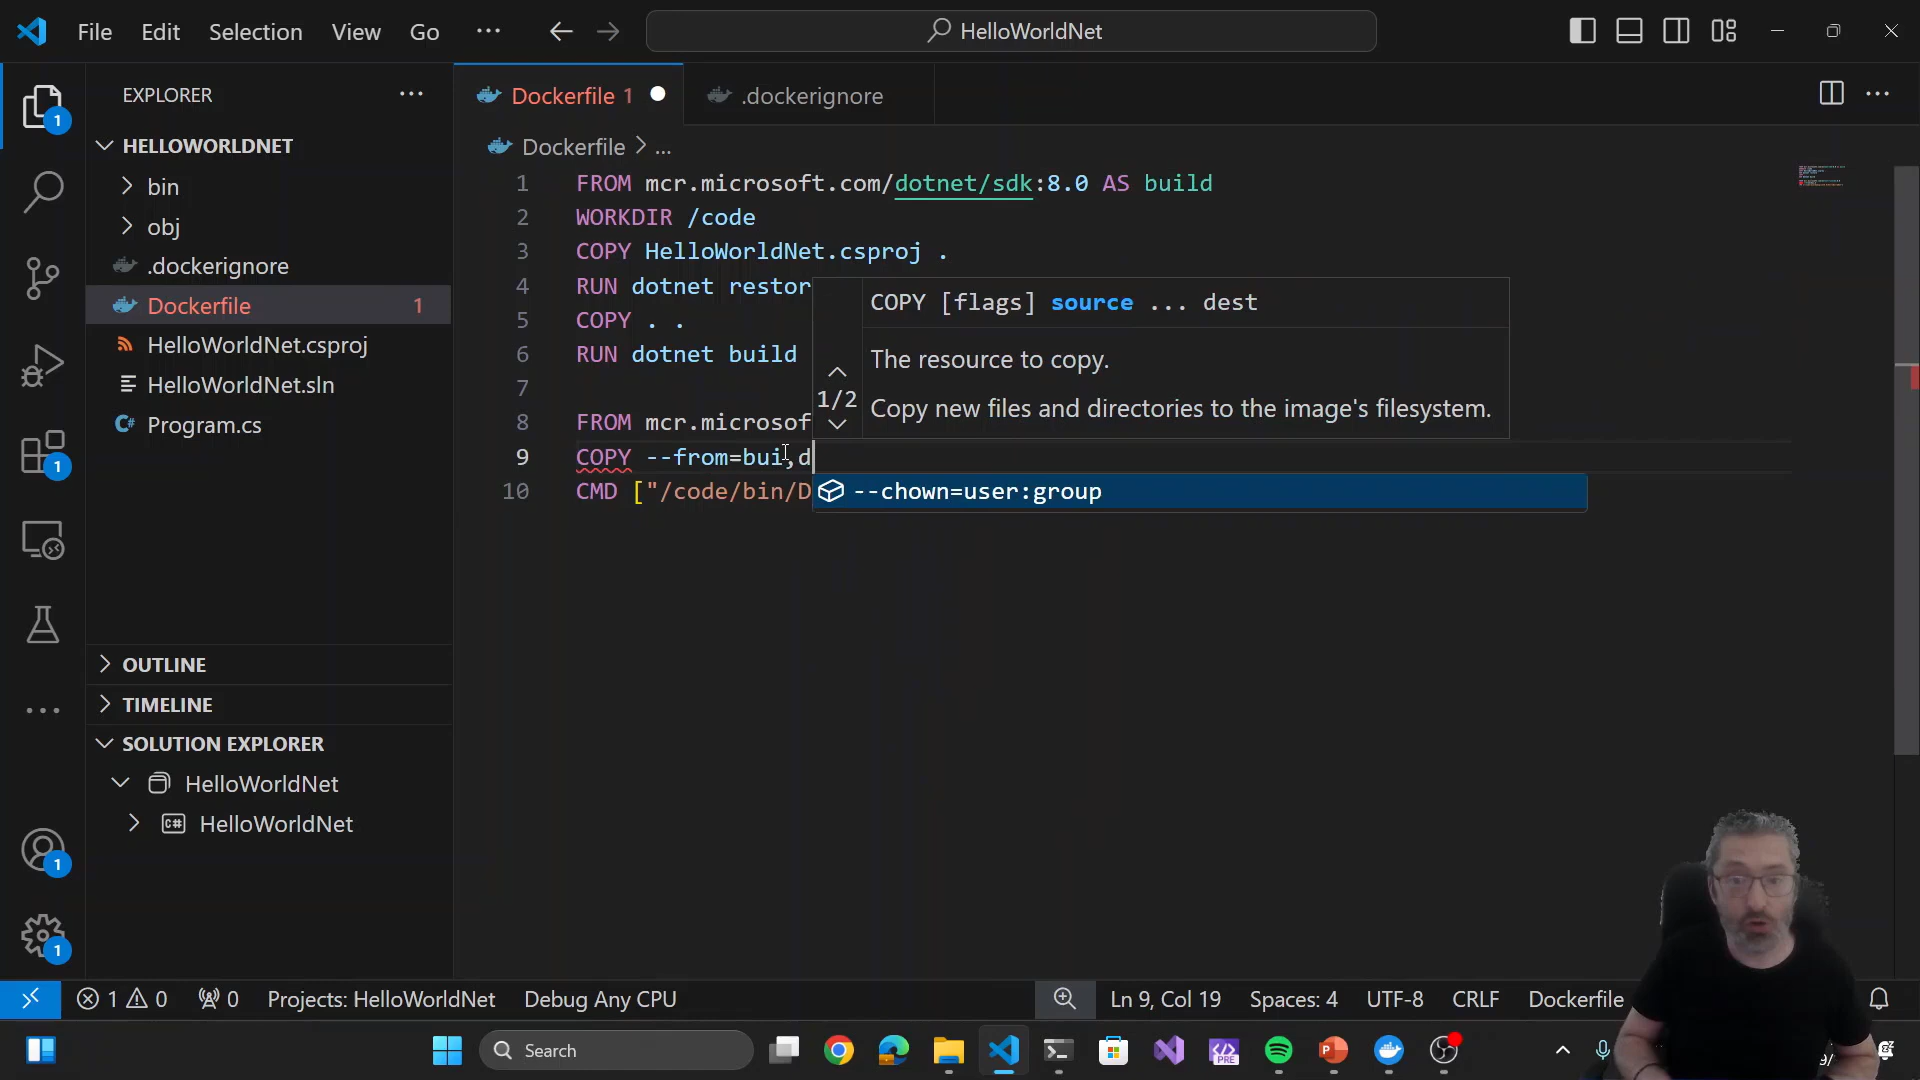 File Edit Selection View Go ··· HelloWorldNet
EXPLORER ···
Dockerfile 1
.dockerignore
Dockerfile > ...
HELLOWORLDNET
bin
obj
.dockerignore
Dockerfile 1
HelloWorldNet.csproj
HelloWorldNet.sln
Program.cs
OUTLINE
TIMELINE
SOLUTION EXPLORER
HelloWorldNet
HelloWorldNet
1 FROM mcr.microsoft.com/dotnet/sdk:8.0 AS build
2 WORKDIR /code
3 COPY HelloWorldNet.csproj .
4 RUN dotnet restor
5 COPY . .
6 RUN dotnet build
7
8 FROM mcr.microsof
9 COPY --from=bui,d
10 CMD ["/code/bin/D
COPY [flags] source ... dest
The resource to copy.
1/2
Copy new files and directories to the image's filesystem.
--chown=user:group
1
1
1
1
1 0 0 Projects: HelloWorldNet Debug Any CPU Ln 9, Col 19 Spaces: 4 UTF-8 CRLF Dockerfile
Search
PRE